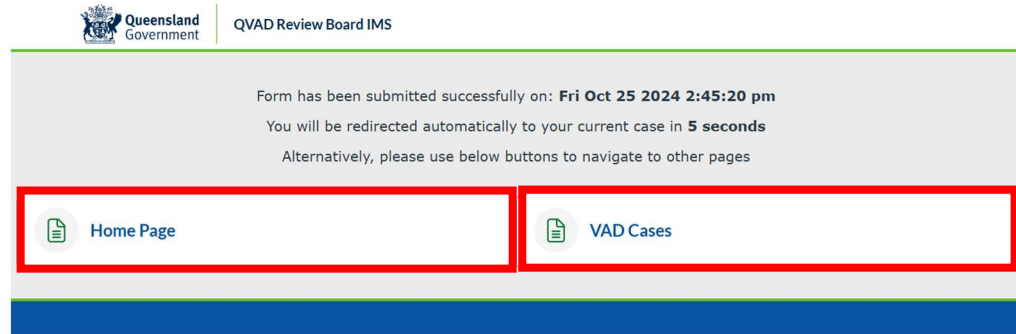 Queensland
Government
QVAD Review Board IMS
Form has been submitted successfully on: Fri Oct 25 2024 2:45:20 pm
You will be redirected automatically to your current case in 5 seconds
Alternatively, please use below buttons to navigate to other pages
Home Page
VAD Cases